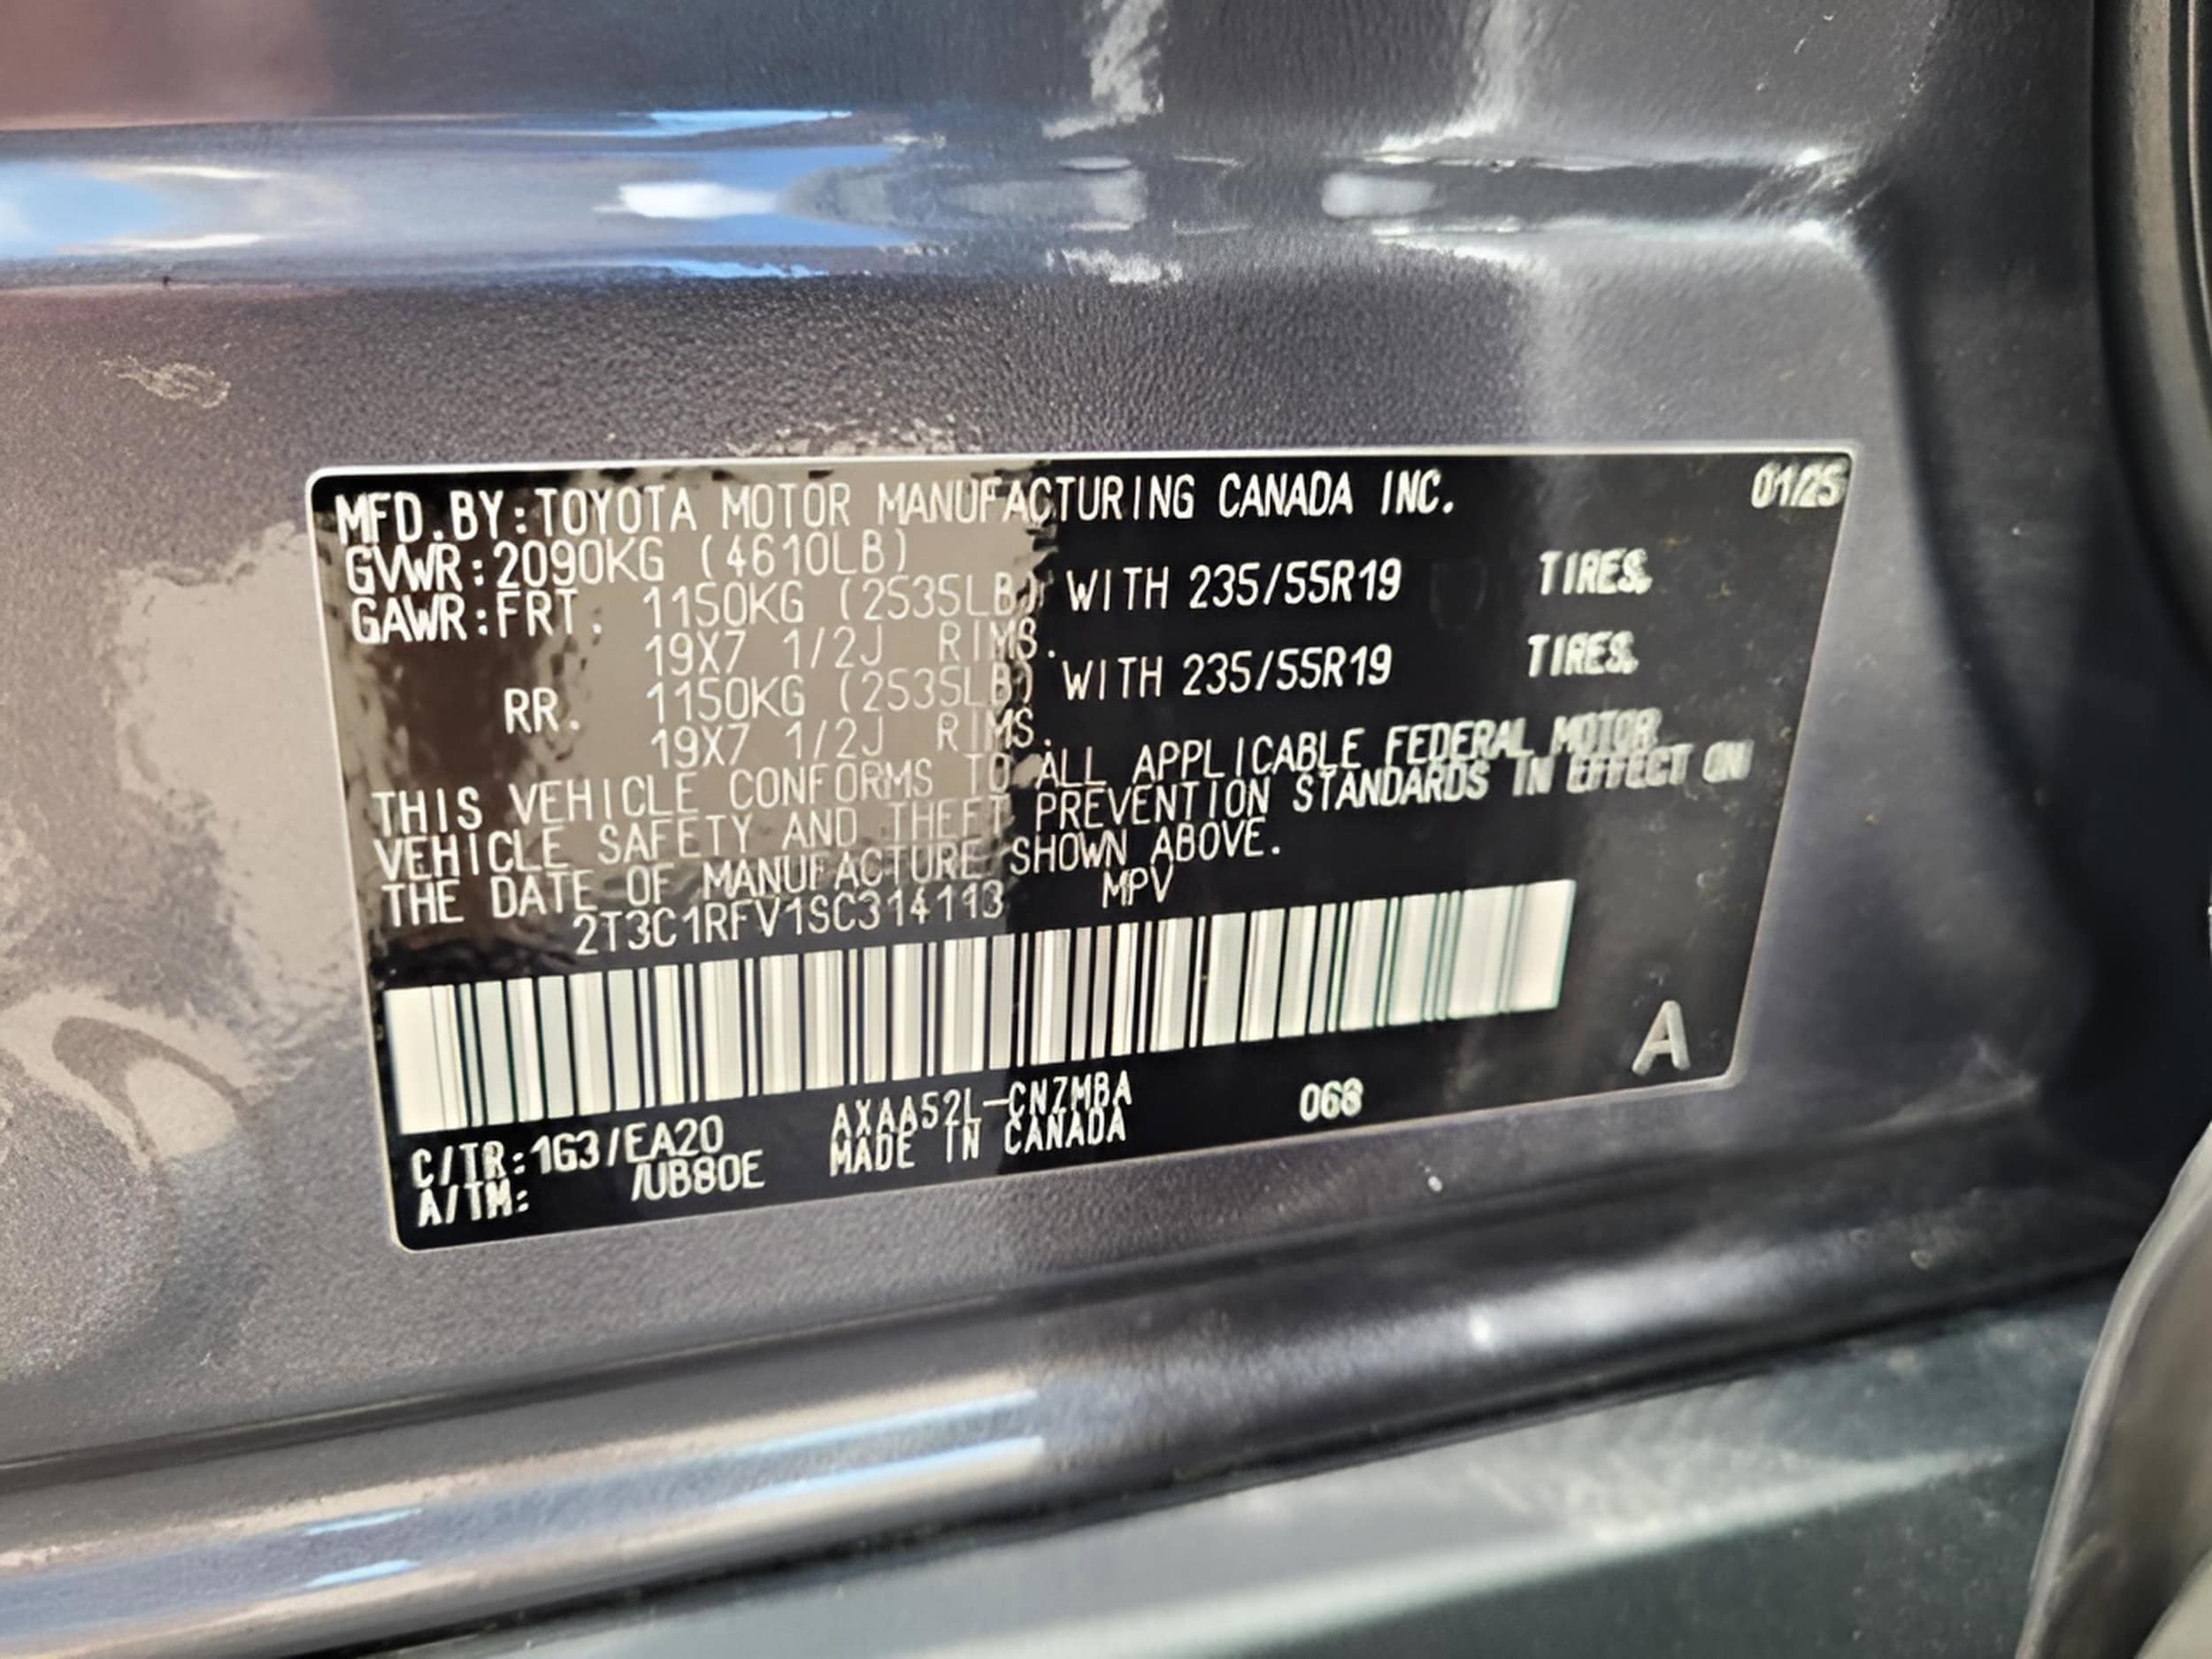 MFD.BY:TOYOTA MOTOR MANUFACTURING CANADA INC. 01/25
GVWR:2090KG (4610LB)
GAWR:FRT. 1150KG (2535LB) WITH 235/55R19 TIRES.
19X7 1/2J RIMS.
RR. 1150KG (2535LB) WITH 235/55R19 TIRES.
19X7 1/2J RIMS.
THIS VEHICLE CONFORMS TO ALL APPLICABLE FEDERAL MOTOR
VEHICLE SAFETY AND THEFT PREVENTION STANDARDS IN EFFECT ON
THE DATE OF MANUFACTURE SHOWN ABOVE.
2T3C1RFV1SC314113 MPV
A
C/TR:1G3/EA20 AXAA52L-CNZMBA 068
A/TM: /UB80E MADE IN CANADA